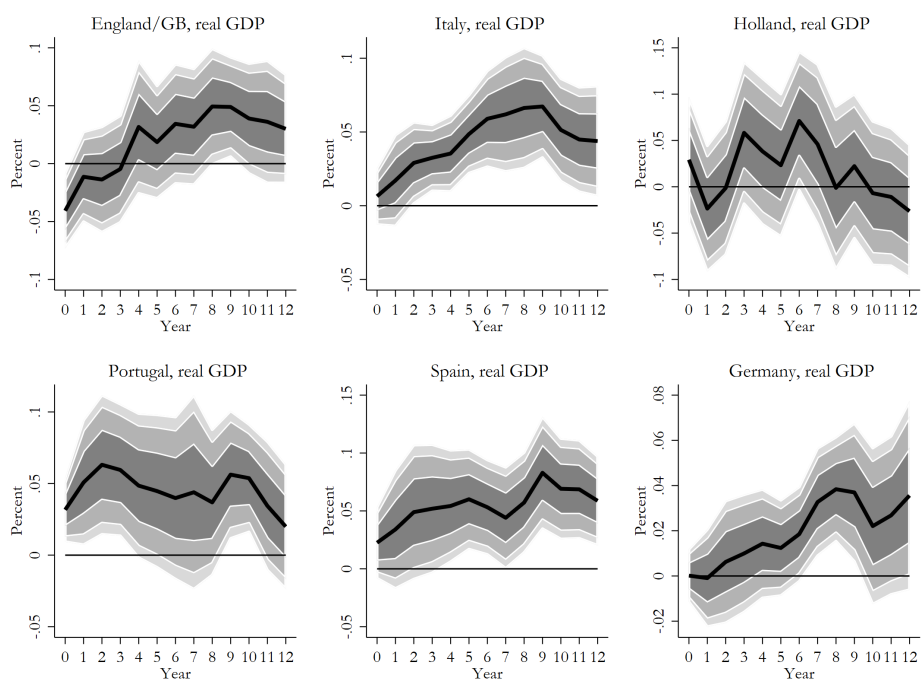 England/GB, real GDP
Percent
.1
.05
0
-.05
-.1
0 1 2 3 4 5 6 7 8 9 10 11 12
Year
Italy, real GDP
Percent
.1
.05
0
-.05
0 1 2 3 4 5 6 7 8 9 10 11 12
Year
Holland, real GDP
Percent
.15
.1
.05
0
-.05
-.1
0 1 2 3 4 5 6 7 8 9 10 11 12
Year
Portugal, real GDP
Percent
.1
.05
0
-.05
0 1 2 3 4 5 6 7 8 9 10 11 12
Year
Spain, real GDP
Percent
.15
.1
.05
0
-.05
0 1 2 3 4 5 6 7 8 9 10 11 12
Year
Germany, real GDP
Percent
.08
.06
.04
.02
0
-.02
0 1 2 3 4 5 6 7 8 9 10 11 12
Year